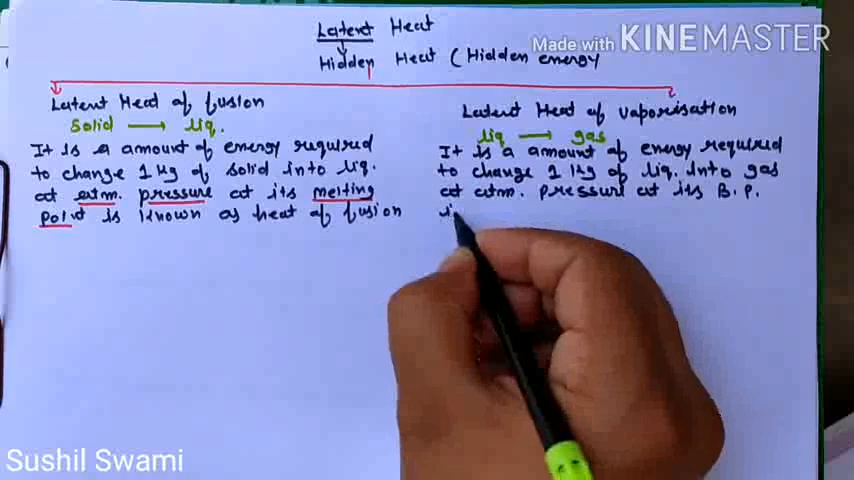 Latent Heat
Hidden Heat (Hidden energy
Made with KINEMASTER
Latent Heat of fusion
Solid → liq.
It is a amount of energy required
to change 1 kg of solid into liq.
at atm. pressure at its melting
point is known as heat of fusion
Latent Heat of vaporisation
liq → gas
It is a amount of energy required
to change 1 kg of liq. into gas
at atm. pressure at its B.P.
Sushil Swami